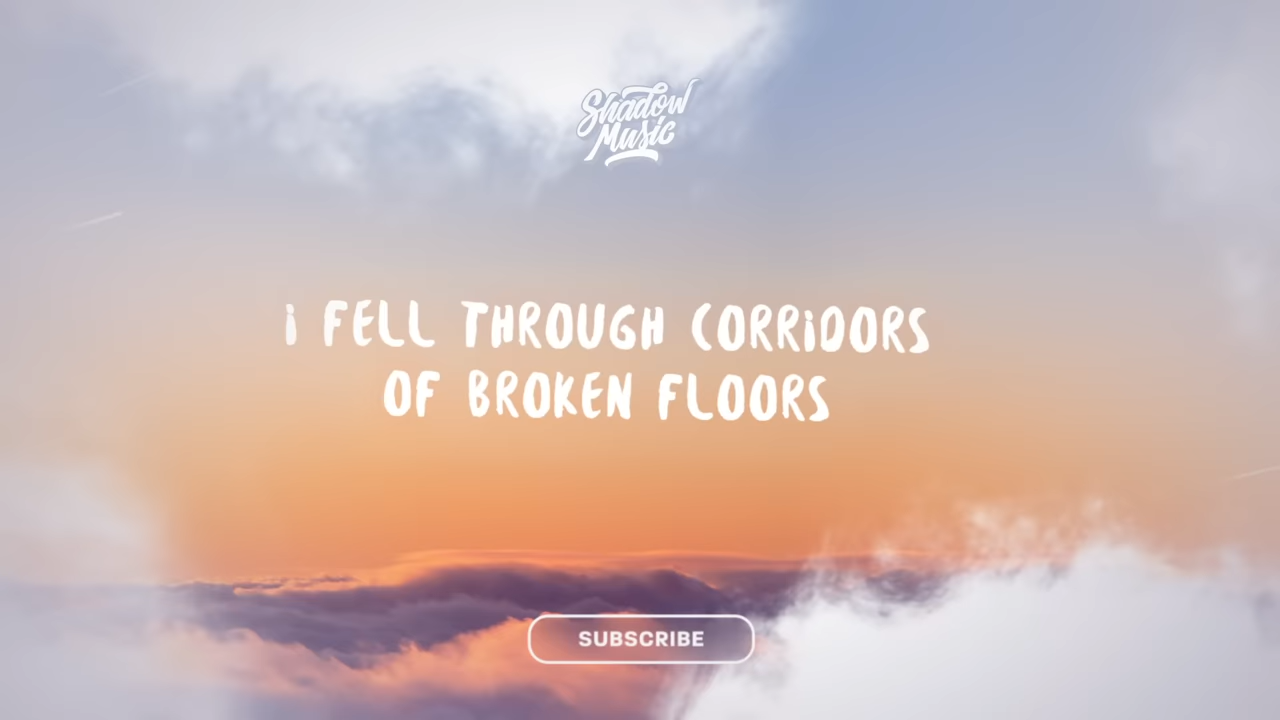 Shadow
Music
i FELL THROUGH CORRiDORS
OF BROKEN FLOORS
SUBSCRIBE